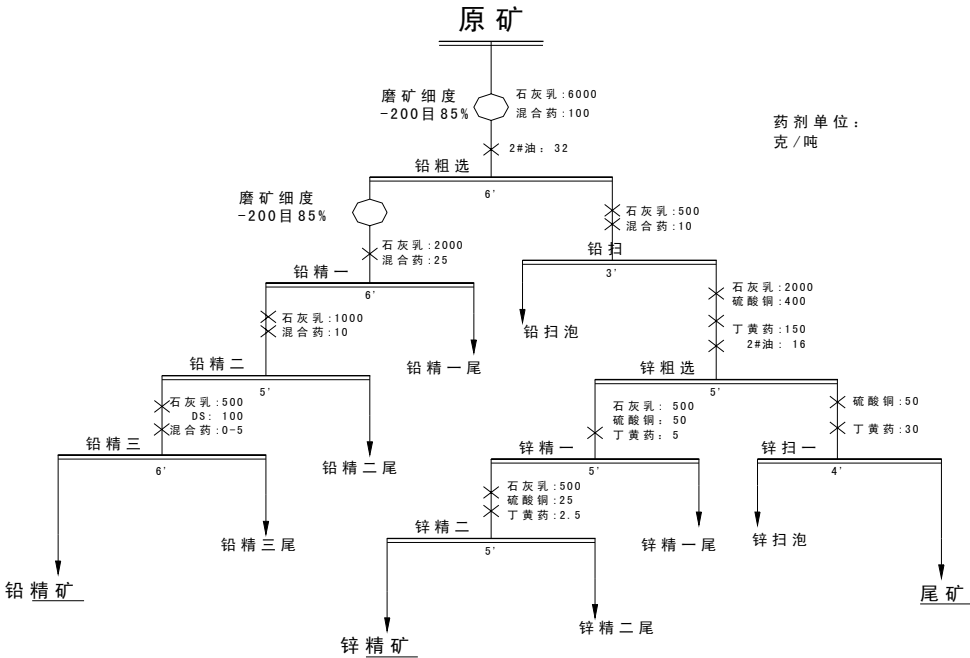 原矿
磨矿细度
-200目85%
石灰乳:6000
混合药:100
药剂单位：
克/吨
2#油：32
铅粗选
6'
磨矿细度
-200目85%
石灰乳:500
混合药:10
石灰乳:2000
混合药:25
铅扫
3'
铅精一
6'
石灰乳:2000
硫酸铜:400
丁黄药:150
2#油：16
石灰乳:1000
混合药:10
铅扫泡
铅精一尾
铅精二
5'
锌粗选
5'
石灰乳:500
DS：100
混合药:0-5
石灰乳：500
硫酸铜：50
丁黄药：5
硫酸铜:50
丁黄药:30
铅精三
6'
铅精二尾
锌精一
5'
锌扫一
4'
石灰乳:500
硫酸铜:25
丁黄药:2.5
铅精三尾
锌精二
5'
锌精一尾
锌扫泡
铅精矿
尾矿
锌精二尾
锌精矿